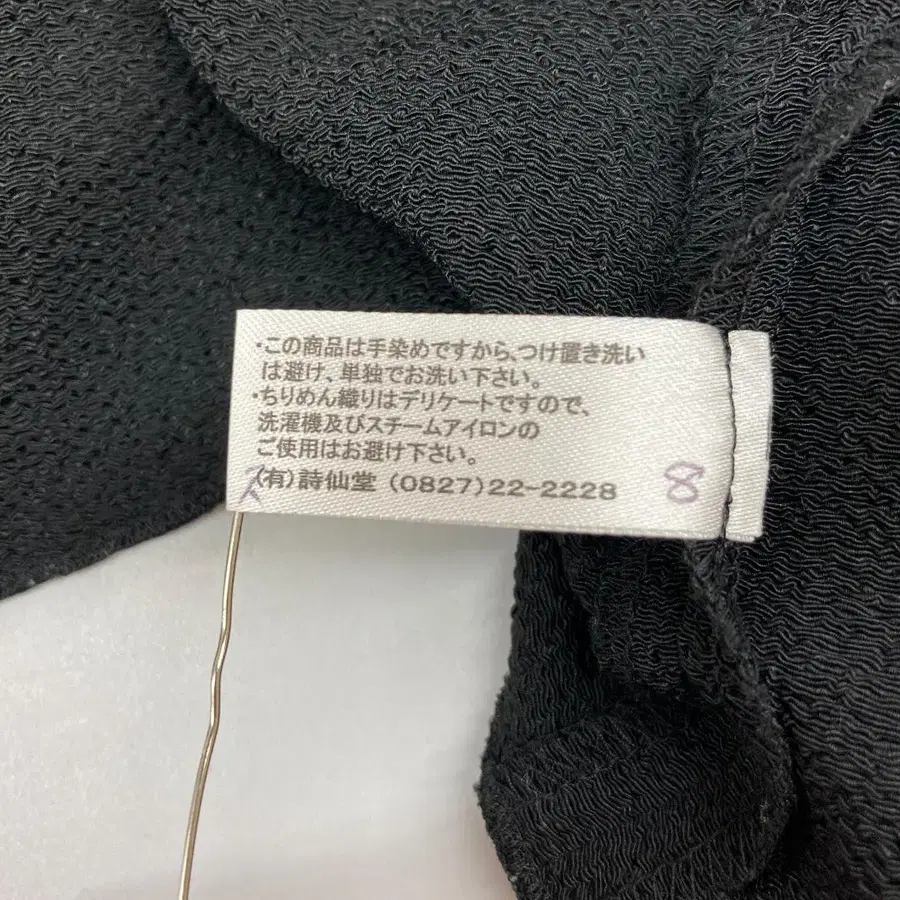 ・この商品は手染めですから、つけ置き洗い
は避け、単独でお洗い下さい。
・ちりめん織りはデリケートですので、
洗濯機及びスチームアイロンの
ご使用はお避け下さい。
(有)詩仙堂 (0827)22-2228
8